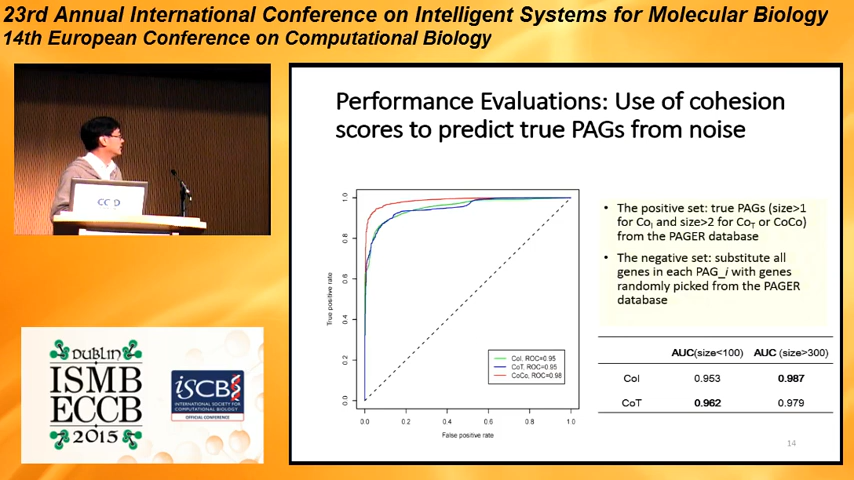 23rd Annual International Conference on Intelligent Systems for Molecular Biology
14th European Conference on Computational Biology
Performance Evaluations: Use of cohesion
scores to predict true PAGs from noise
1.0
0.8
0.6
0.4
0.2
0.0
True positive rate
0.0 0.2 0.4 0.6 0.8 1.0
False positive rate
CoI, ROC=0.95
CoT, ROC=0.95
CoCo, ROC=0.98
• The positive set: true PAGs (size>1
for CoI and size>2 for CoT or CoCo)
from the PAGER database
• The negative set: substitute all
genes in each PAG_i with genes
randomly picked from the PAGER
database
AUC(size<100) AUC (size>300)
CoI 0.953 0.987
CoT 0.962 0.979
14
DUBLIN
ISMB
ECCB
2015
ISCB
INTERNATIONAL SOCIETY FOR
COMPUTATIONAL BIOLOGY
OFFICIAL CONFERENCE